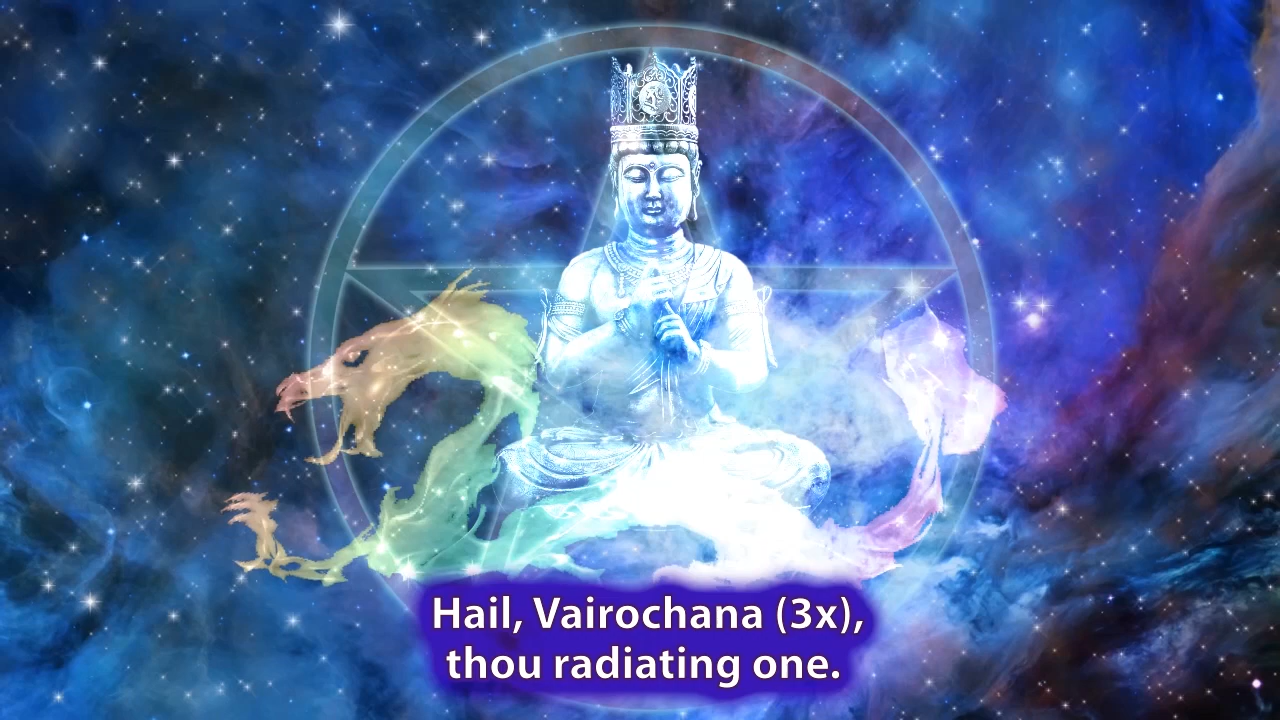 Hail, Vairochana (3x),
thou radiating one.